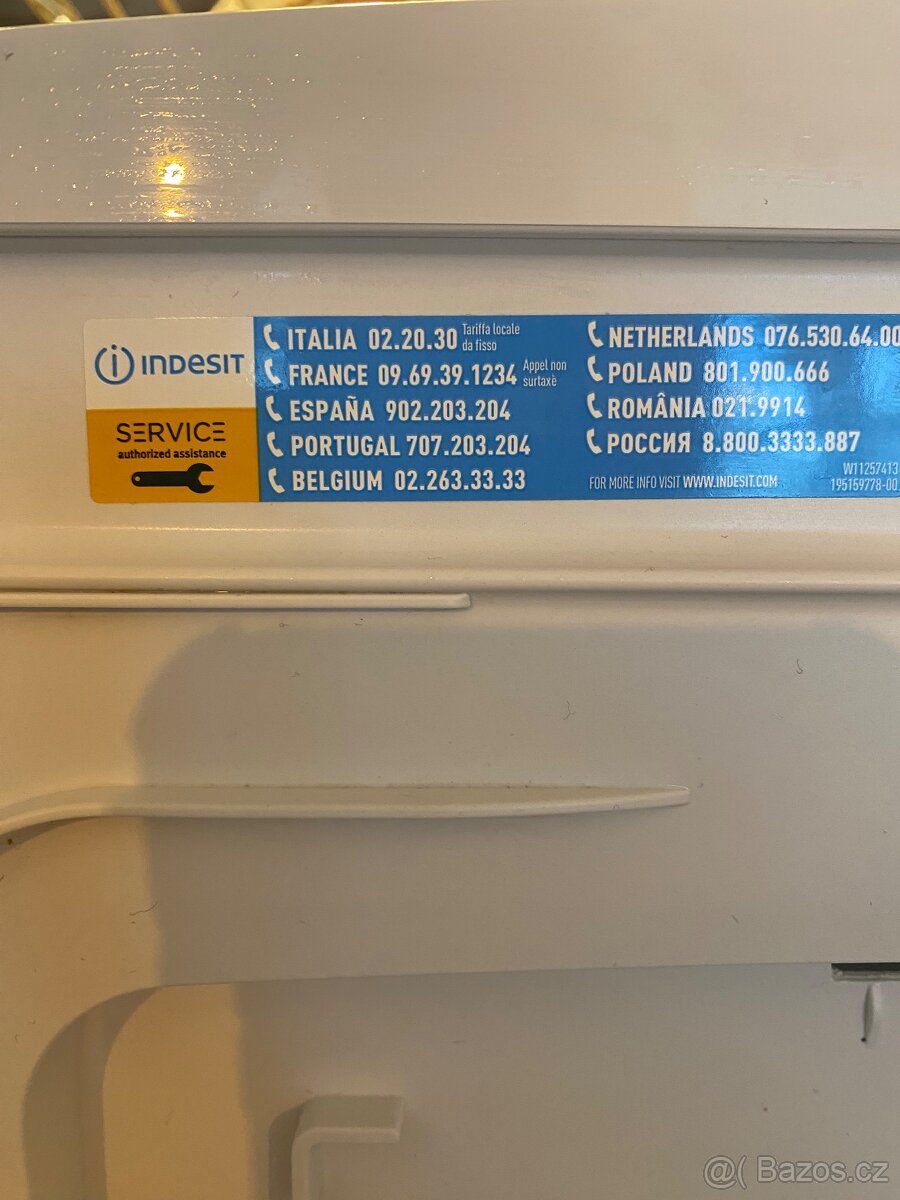 INDESIT
SERVICE
authorized assistance
ITALIA 02.20.30 Tariffa locale
da fisso
FRANCE 09.69.39.1234 Appel non
surtaxè
ESPAÑA 902.203.204
PORTUGAL 707.203.204
BELGIUM 02.263.33.33
NETHERLANDS 076.530.64.00
POLAND 801.900.666
ROMÂNIA 021.9914
РОССИЯ 8.800.3333.887
FOR MORE INFO VISIT WWW.INDESIT.COM
W11257413
195159778-00
@( Bazos.cz